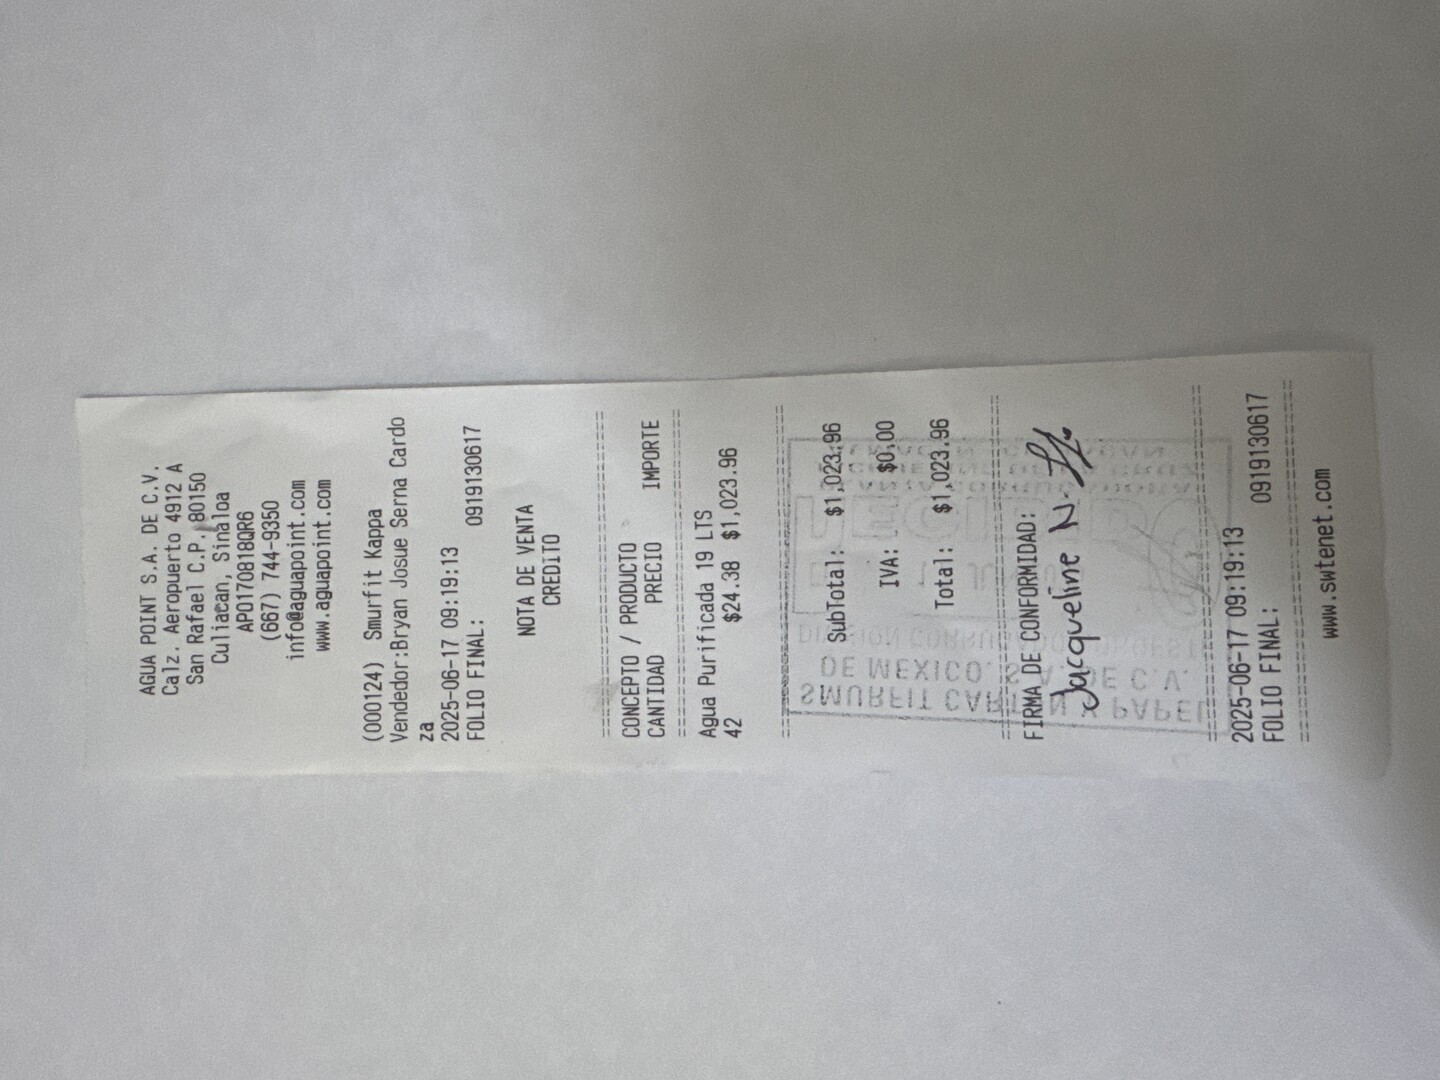 AGUA POINT S.A. DE C.V.
Calz. Aeropuerto 4912 A
San Rafael C.P. 80150
Culiacan, Sinaloa
APO170818QR6
(667) 744-9350
info@aguapoint.com
www.aguapoint.com
(000124) Smurfit Kappa
Vendedor:Bryan Josue Serna Cardo
za
2025-06-17 09:19:13
FOLIO FINAL: 0919130617
NOTA DE VENTA
CREDITO
CONCEPTO / PRODUCTO
CANTIDAD PRECIO IMPORTE
Agua Purificada 19 LTS
42 $24.38 $1,023.96
SubTotal: $1,023.96
IVA: $0.00
Total: $1,023.96
FIRMA DE CONFORMIDAD:
Jacqueline N.
SMURFIT CARTON Y PAPEL
DE MEXICO, S.A. DE C.V.
RECIBIDO
2025-06-17 09:19:13
FOLIO FINAL: 0919130617
www.swtenet.com